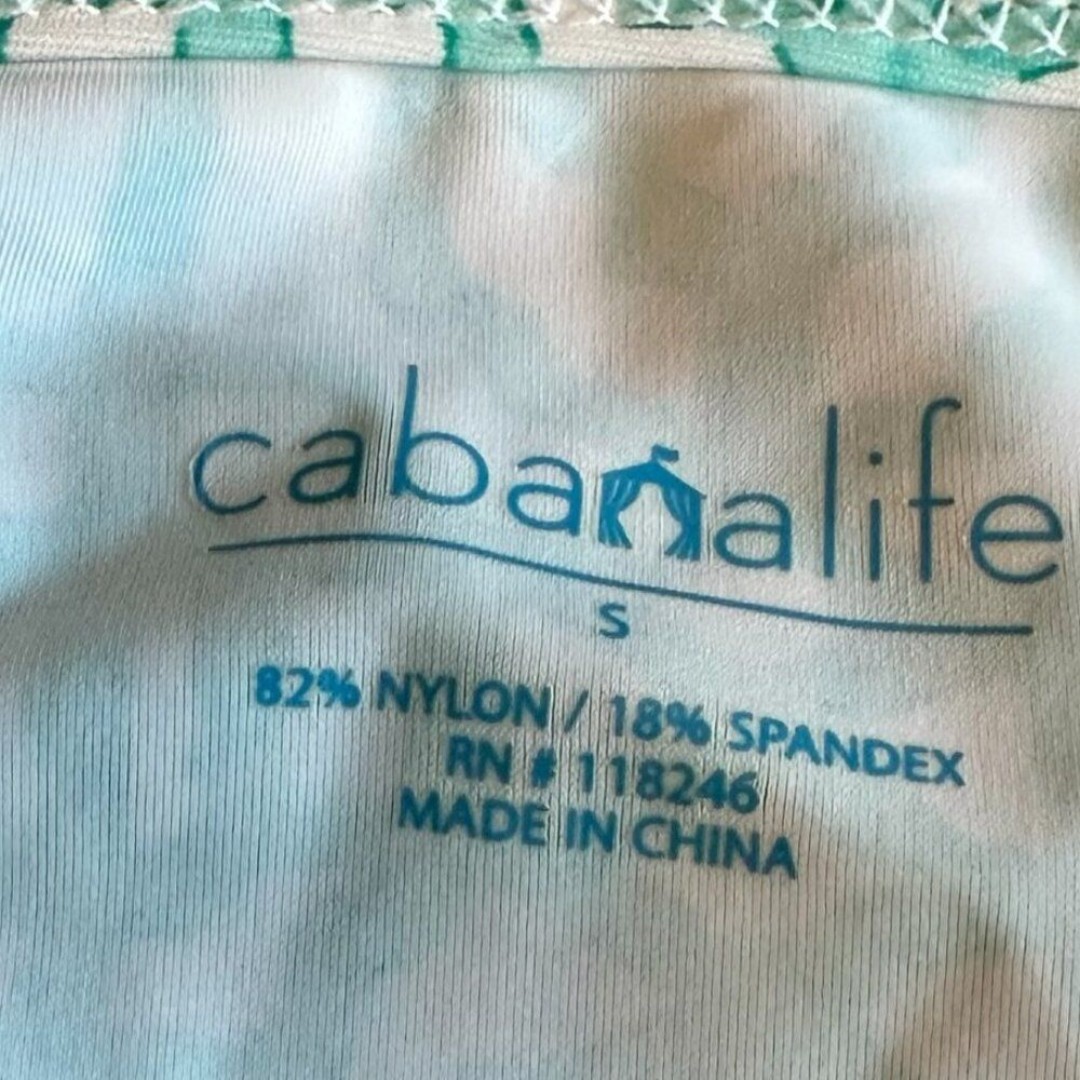 cabanalife
S
82% NYLON / 18% SPANDEX
RN # 118246
MADE IN CHINA